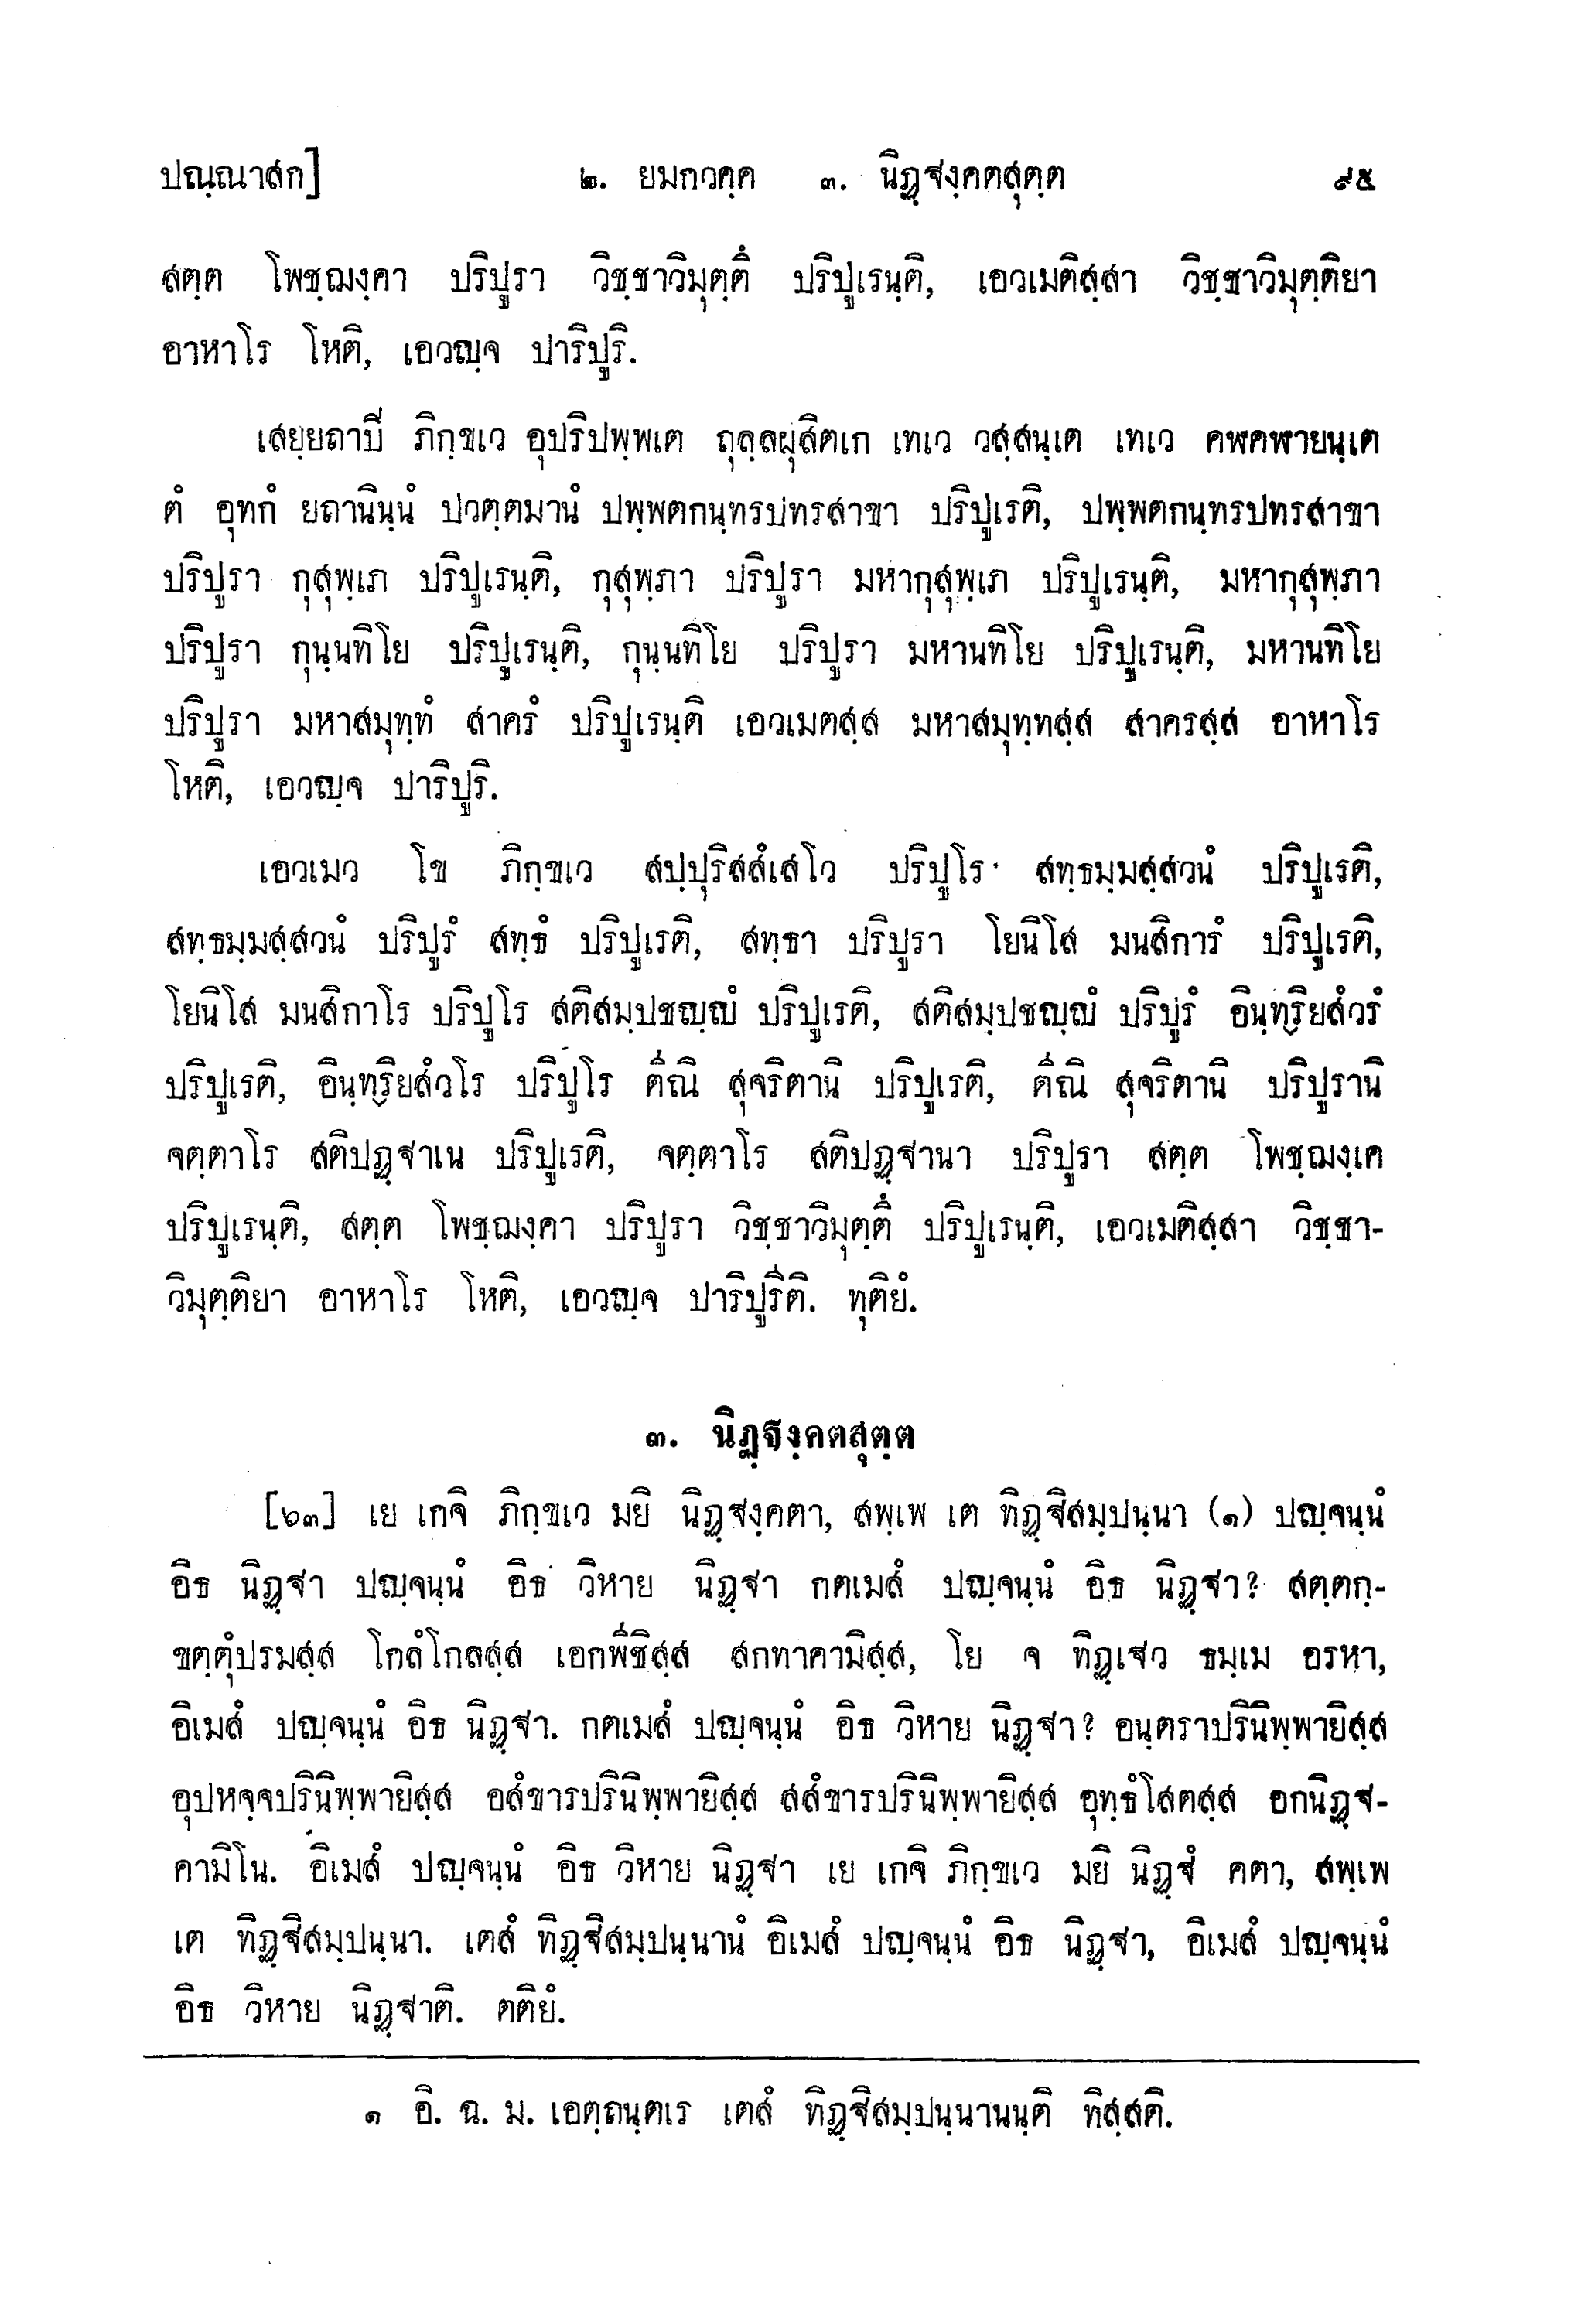 ปณฺณาสก] ๒. ยมกวคฺค ๓. นิฏฺฐงฺคตสุตฺต ๙๕
สตฺต โพชฺฌงฺคา ปริปูรา วิชฺชาวิมุตฺตึ ปริปูเรนฺติ, เอวเมติสฺสา วิชฺชาวิมุตฺติยา
อาหาโร โหติ, เอวญฺจ ปาริปูริ.
เสยฺยถาปิ ภิกฺขเว อุปริปพฺพเต ถุลฺลผุสิตเก เทเว วสฺสนฺเต เทเว คฬคฬายนฺเต
ตํ อุทกํ ยถานินฺนํ ปวตฺตมานํ ปพฺพตกนฺทรปทรสาขา ปริปูเรติ, ปพฺพตกนฺทรปทรสาขา
ปริปูรา กุสุพฺเภ ปริปูเรนฺติ, กุสุพฺภา ปริปูรา มหากุสุพฺเภ ปริปูเรนฺติ, มหากุสุพฺภา
ปริปูรา กุนฺนทิโย ปริปูเรนฺติ, กุนฺนทิโย ปริปูรา มหานทิโย ปริปูเรนฺติ, มหานทิโย
ปริปูรา มหาสมุทฺทํ สาครํ ปริปูเรนฺติ เอวเมตสฺส มหาสมุทฺทสฺส สาครสฺส อาหาโร
โหติ, เอวญฺจ ปาริปูริ.
เอวเมว โข ภิกฺขเว สปฺปุริสสํเสโว ปริปูโร สทฺธมฺมสฺสวนํ ปริปูเรติ,
สทฺธมฺมสฺสวนํ ปริปูรํ สทฺธํ ปริปูเรติ, สทฺธา ปริปูรา โยนิโส มนสิการํ ปริปูเรติ,
โยนิโส มนสิกาโร ปริปูโร สติสมฺปชญฺญํ ปริปูเรติ, สติสมฺปชญฺญํ ปริปูรํ อินฺทฺริยสํวรํ
ปริปูเรติ, อินฺทฺริยสํวโร ปริปูโร ตีณิ สุจริตานิ ปริปูเรติ, ตีณิ สุจริตานิ ปริปูรานิ
จตฺตาโร สติปฏฺฐาเน ปริปูเรติ, จตฺตาโร สติปฏฺฐานา ปริปูรา สตฺต โพชฺฌงฺเค
ปริปูเรนฺติ, สตฺต โพชฺฌงฺคา ปริปูรา วิชฺชาวิมุตฺตึ ปริปูเรนฺติ, เอวเมติสฺสา วิชฺชา-
วิมุตฺติยา อาหาโร โหติ, เอวญฺจ ปาริปูรีติ. ทุติยํ.
๓. นิฏฺฐงฺคตสุตฺต
[๖๓] เย เกจิ ภิกฺขเว มยิ นิฏฺฐงฺคตา, สพฺเพ เต ทิฏฺฐิสมฺปนฺนา (๑) ปญฺจนฺนํ
อิธ นิฏฺฐา ปญฺจนฺนํ อิธ วิหาย นิฏฺฐา กตเมสํ ปญฺจนฺนํ อิธ นิฏฺฐา? สตฺตกฺ-
ขตฺตุํปรมสฺส โกลํโกลสฺส เอกพีชิสฺส สกทาคามิสฺส, โย จ ทิฏฺเฐว ธมฺเม อรหา,
อิเมสํ ปญฺจนฺนํ อิธ นิฏฺฐา. กตเมสํ ปญฺจนฺนํ อิธ วิหาย นิฏฺฐา? อนฺตราปรินิพฺพายิสฺส
อุปหจฺจปรินิพฺพายิสฺส อสํขารปรินิพฺพายิสฺส สสํขารปรินิพฺพายิสฺส อุทฺธํโสตสฺส อกนิฏฺฐ-
คามิโน. อิเมสํ ปญฺจนฺนํ อิธ วิหาย นิฏฺฐา เย เกจิ ภิกฺขเว มยิ นิฏฺฐํ คตา, สพฺเพ
เต ทิฏฺฐิสมฺปนฺนา. เตสํ ทิฏฺฐิสมฺปนฺนานํ อิเมสํ ปญฺจนฺนํ อิธ นิฏฺฐา, อิเมสํ ปญฺจนฺนํ
อิธ วิหาย นิฏฺฐาติ. ตติยํ.
๑ อิ. ฉ. ม. เอตฺถนฺตเร เตสํ ทิฏฺฐิสมฺปนฺนานนฺติ ทิสฺสติ.